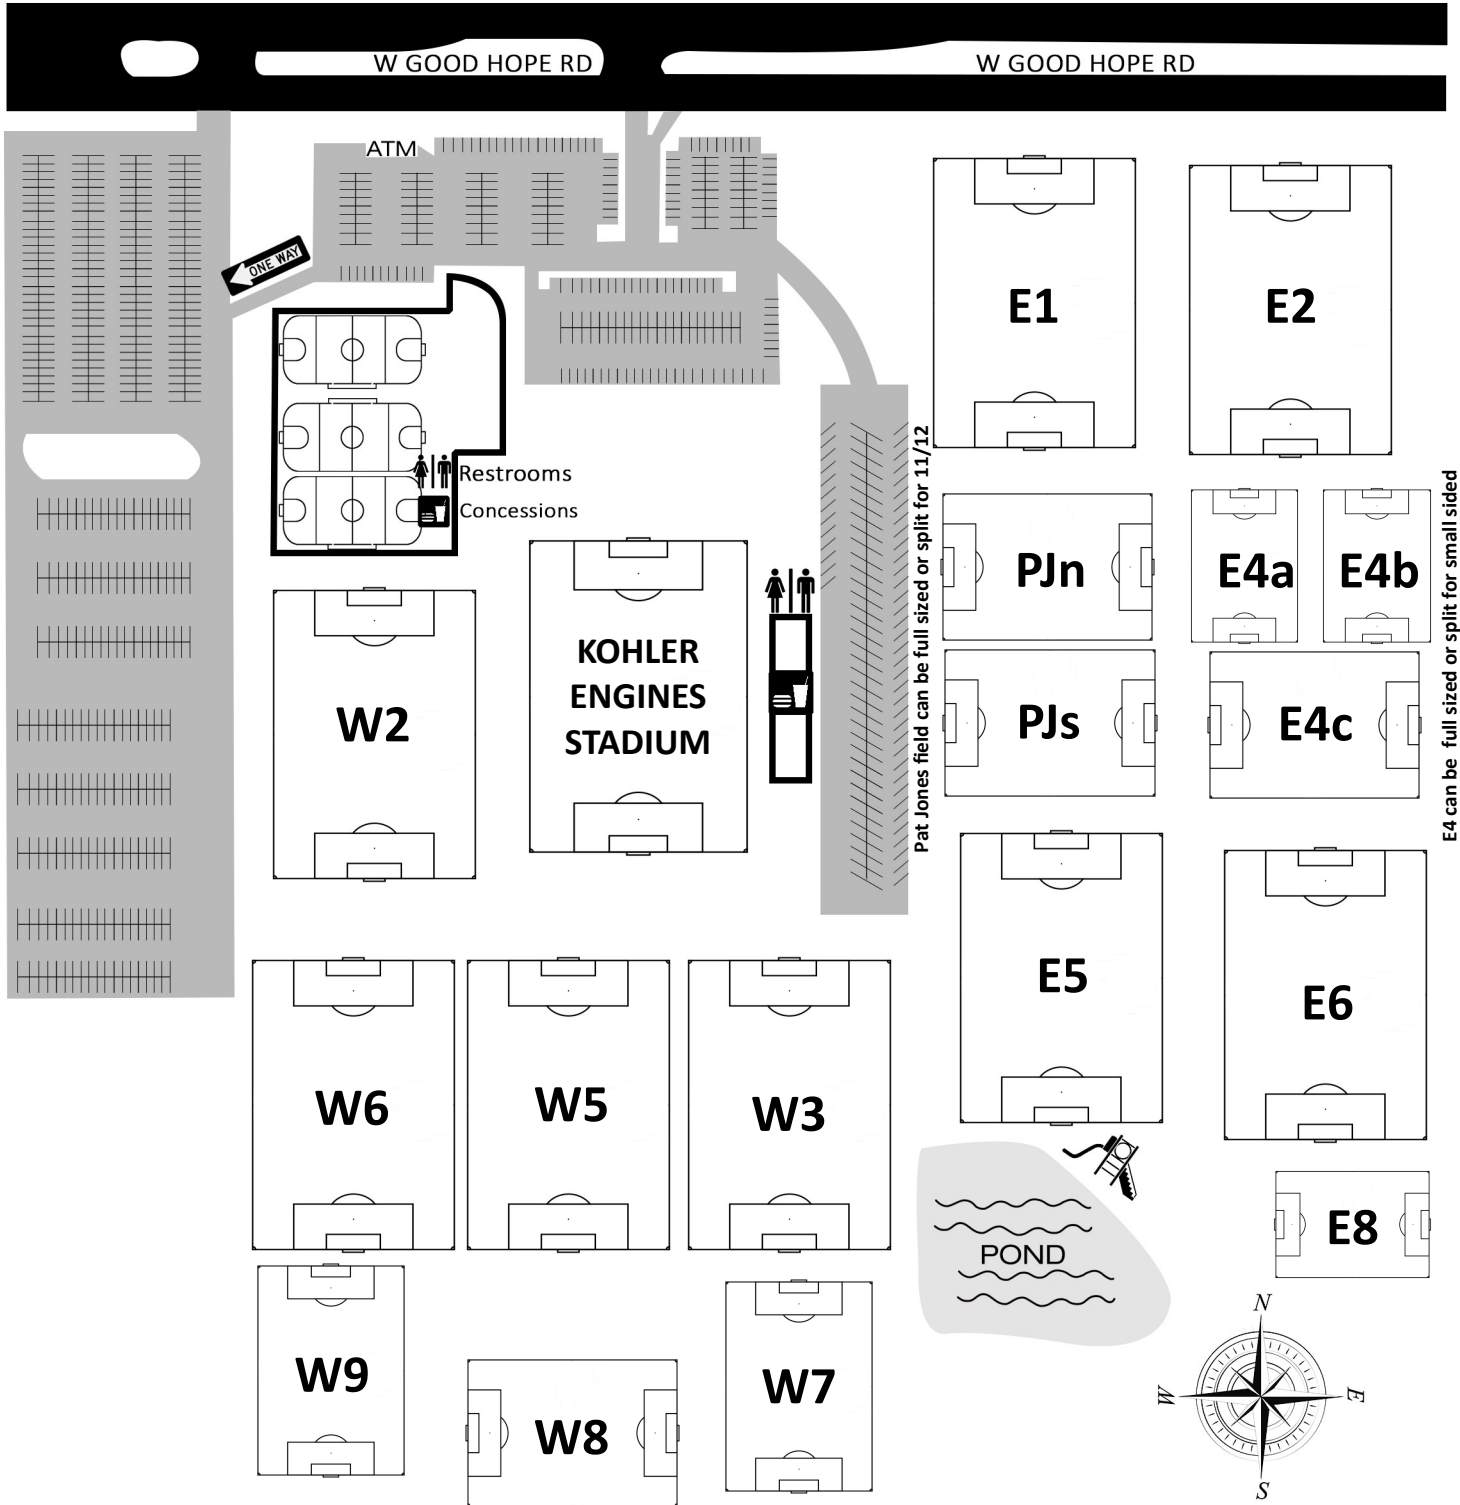 W GOOD HOPE RD
W GOOD HOPE RD
ATM
ONE WAY
E1
E2
Restrooms
Concessions
Pat Jones field can be full sized or split for 11/12
E4 can be full sized or split for small sided
PJn
E4a
E4b
KOHLER
ENGINES
STADIUM
W2
PJs
E4c
E5
E6
W6
W5
W3
E8
POND
W9
W8
W7
N
W
E
S